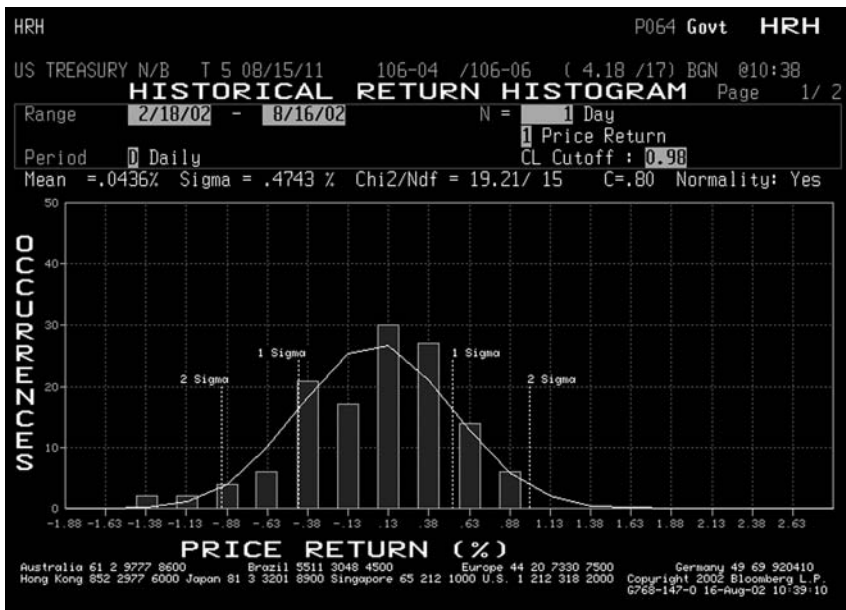 HRH P064 Govt HRH
US TREASURY N/B T 5 08/15/11 106-04 /106-06 ( 4.18 /17) BGN @10:38
HISTORICAL RETURN HISTOGRAM Page 1/ 2
Range 2/18/02 - 8/16/02 N = 1 Day
1 Price Return
Period D Daily CL Cutoff : 0.98
Mean =.0436% Sigma = .4743 % Chi2/Ndf = 19.21/ 15 C=.80 Normality: Yes
50
40
30
20
10
0
OCCURRENCES
2 Sigma
1 Sigma
1 Sigma
2 Sigma
-1.88 -1.63 -1.38 -1.13 -.88 -.63 -.38 -.13 .13 .38 .63 .88 1.13 1.38 1.63 1.88 2.13 2.38 2.63
PRICE RETURN (%)
Australia 61 2 9777 8600 Brazil 5511 3048 4500 Europe 44 20 7330 7500 Germany 49 69 920410
Hong Kong 852 2977 6000 Japan 81 3 3201 8900 Singapore 65 212 1000 U.S. 1 212 318 2000 Copyright 2002 Bloomberg L.P.
G768-147-0 16-Aug-02 10:39:10